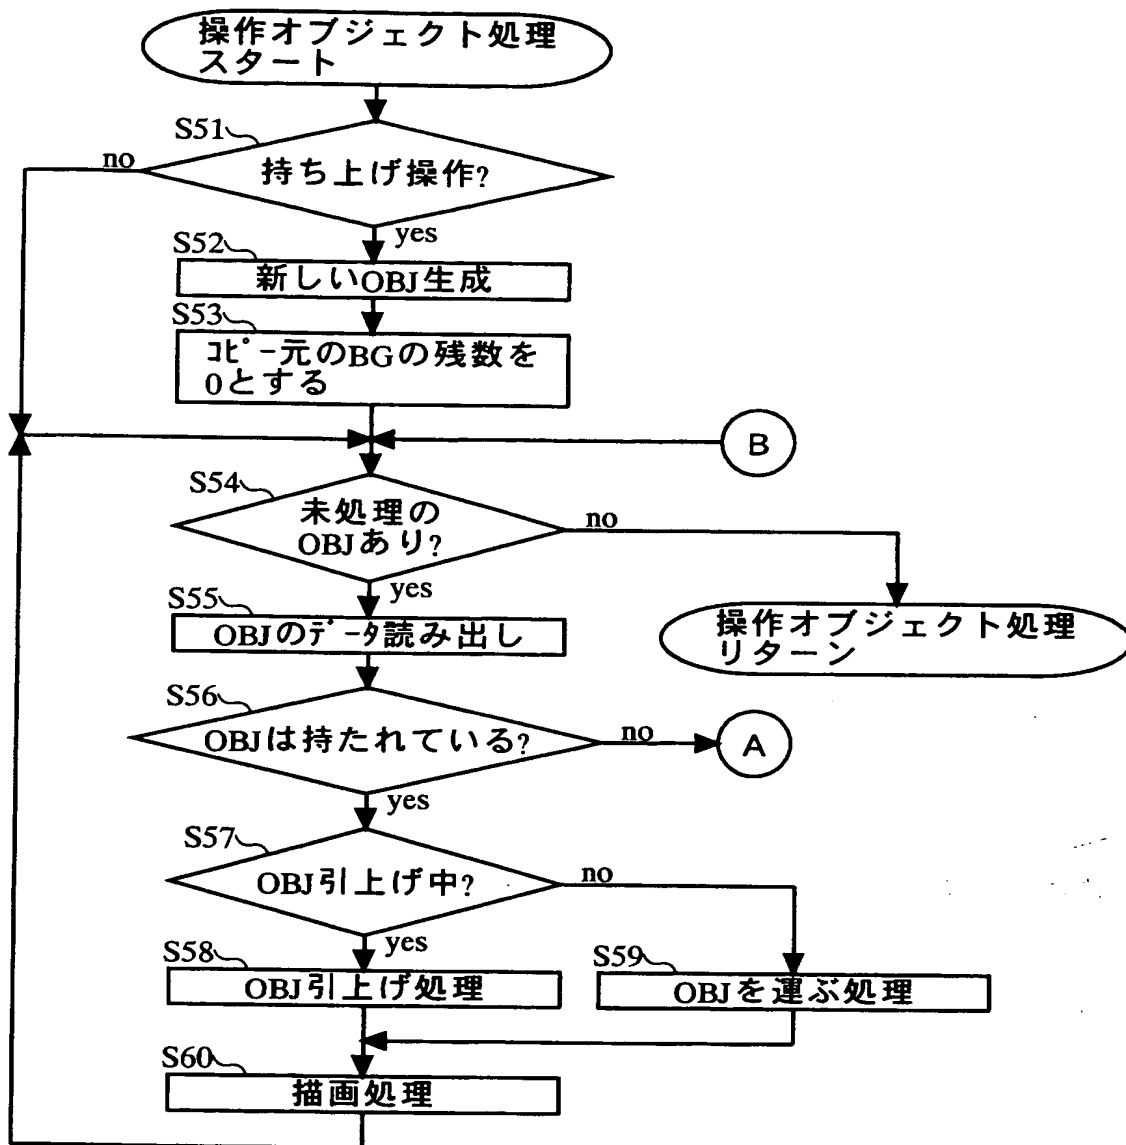 操作オブジェクト処理
スタート
S51
no
持ち上げ操作?
yes
S52
新しいOBJ生成
S53
ｺﾋﾟｰ元のBGの残数を
0とする
B
S54
未処理の
OBJあり?
no
yes
S55
OBJのﾃﾞｰﾀ読み出し
操作オブジェクト処理
リターン
S56
OBJは持たれている?
no
A
yes
S57
OBJ引上げ中?
no
yes
S58
OBJ引上げ処理
S59
OBJを運ぶ処理
S60
描画処理